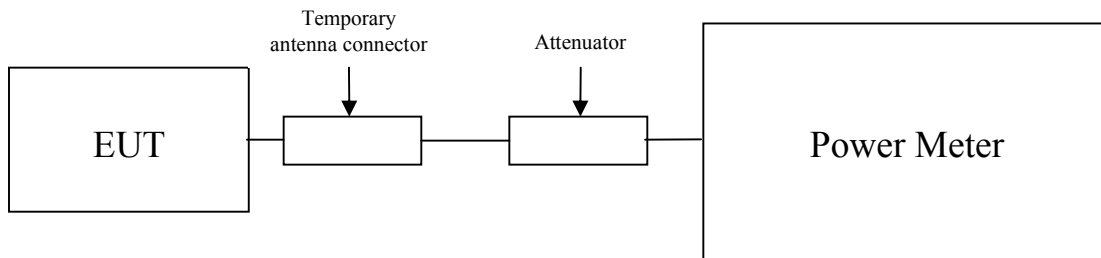 Temporary
antenna connector
Attenuator
EUT
Power Meter